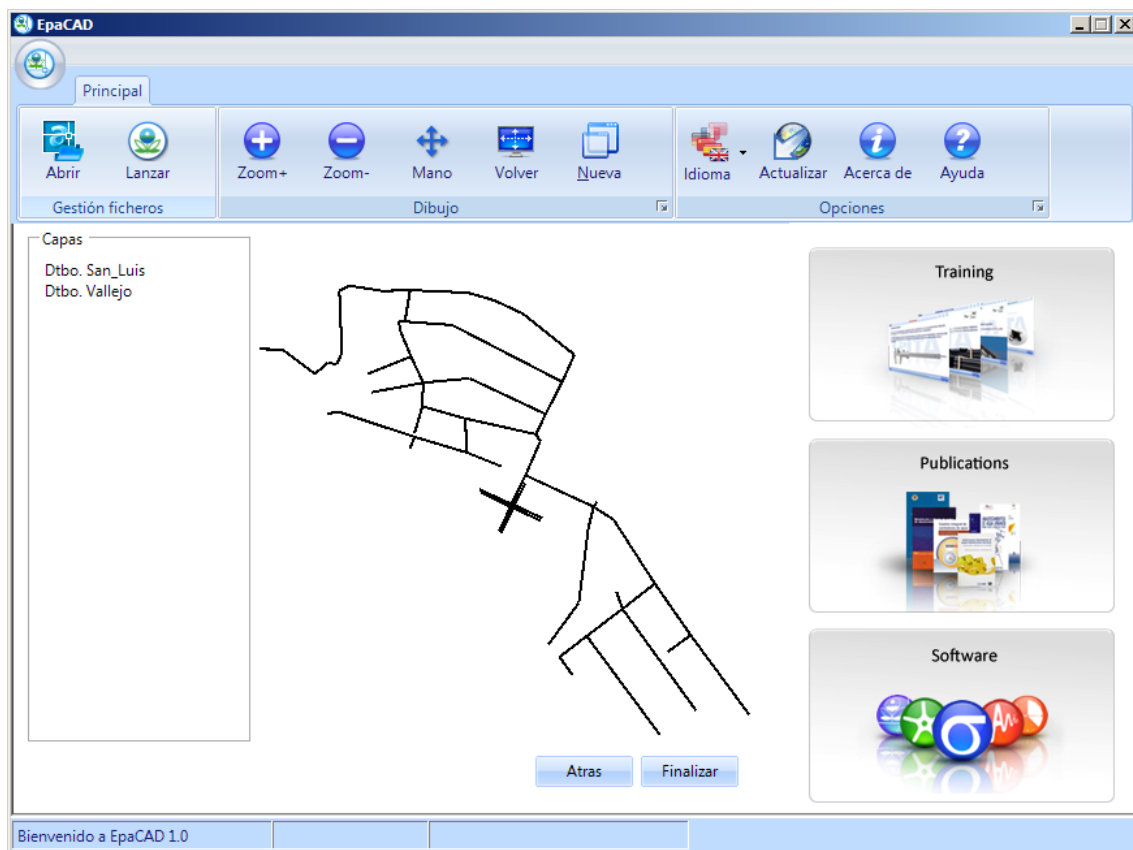 EpaCAD
Principal
Abrir
Lanzar
Zoom+
Zoom-
Mano
Volver
Nueva
Idioma
Actualizar
Acerca de
Ayuda
Gestión ficheros
Dibujo
Opciones
Capas
Dtbo. San_Luis
Dtbo. Vallejo
Training
Publications
Software
Atras
Finalizar
Bienvenido a EpaCAD 1.0